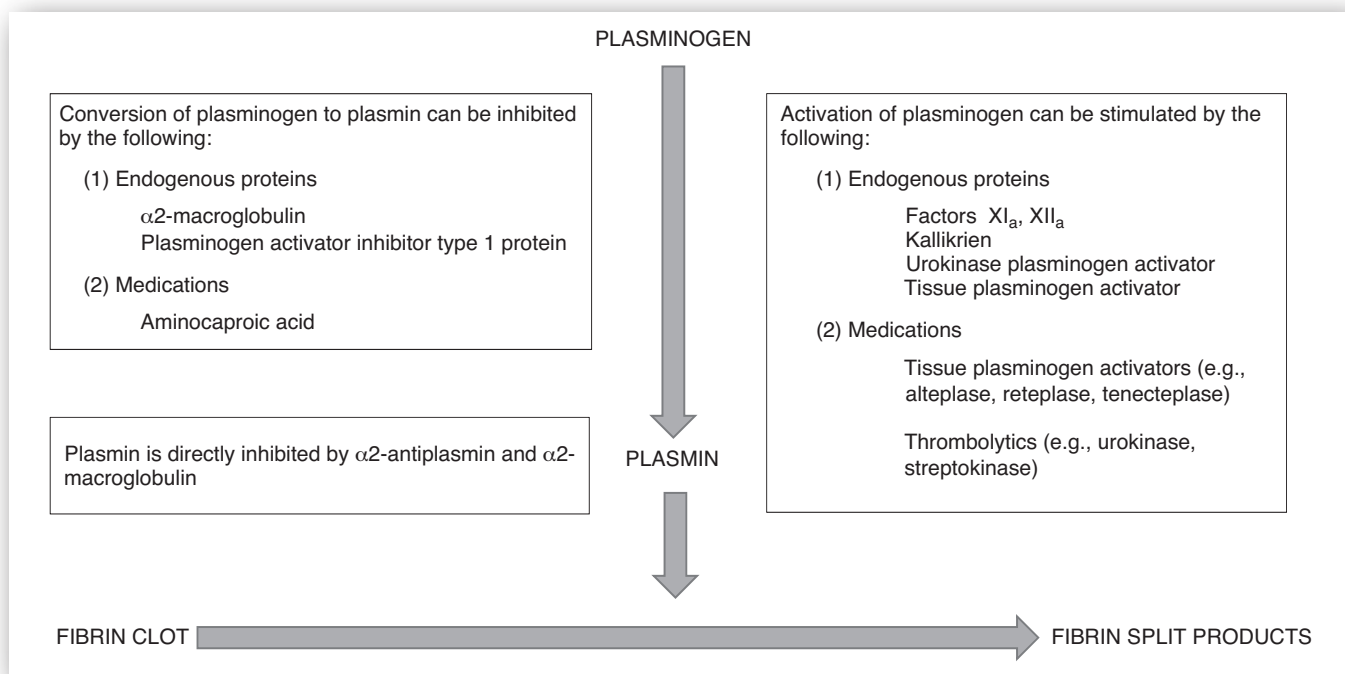 PLASMINOGEN
Conversion of plasminogen to plasmin can be inhibited
by the following:
(1) Endogenous proteins
α2-macroglobulin
Plasminogen activator inhibitor type 1 protein
(2) Medications
Aminocaproic acid
Activation of plasminogen can be stimulated by the
following:
(1) Endogenous proteins
Factors XIa, XIIa
Kallikrien
Urokinase plasminogen activator
Tissue plasminogen activator
(2) Medications
Tissue plasminogen activators (e.g.,
alteplase, reteplase, tenecteplase)
Thrombolytics (e.g., urokinase,
streptokinase)
Plasmin is directly inhibited by α2-antiplasmin and α2-
macroglobulin
PLASMIN
FIBRIN CLOT
FIBRIN SPLIT PRODUCTS